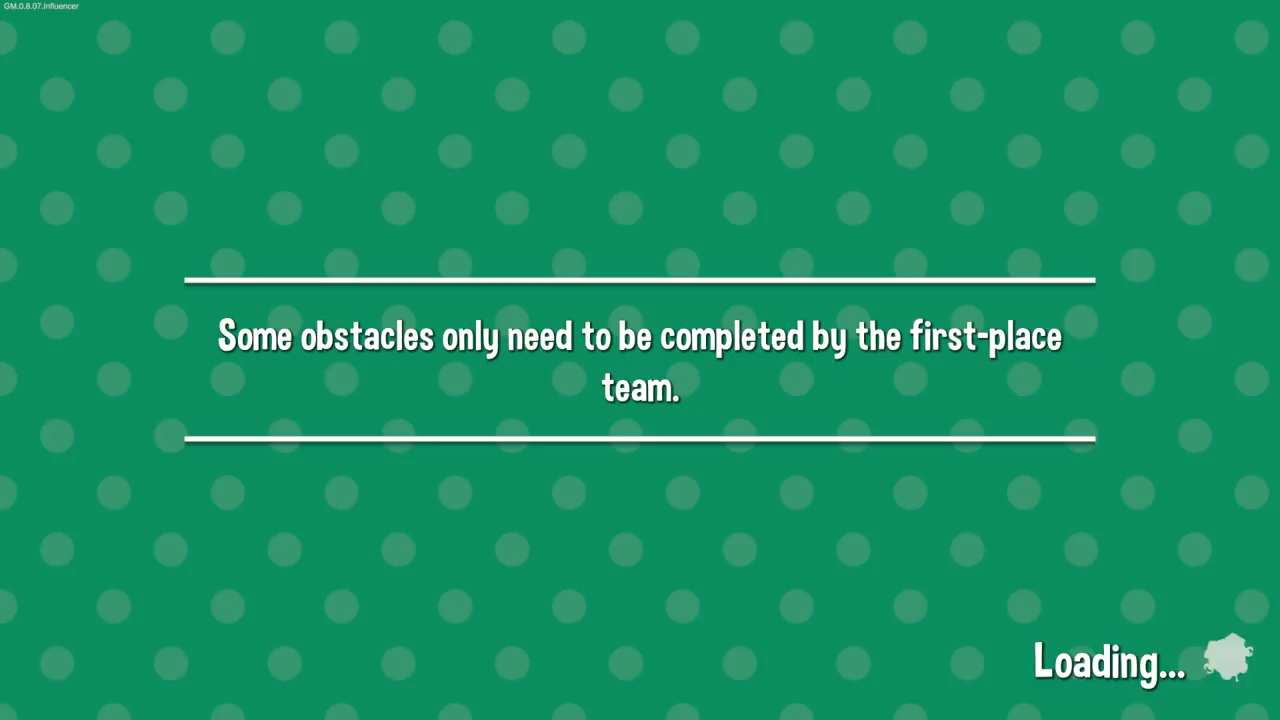 GM.0.8.07.Influencer
Some obstacles only need to be completed by the first-place
team.
Loading...